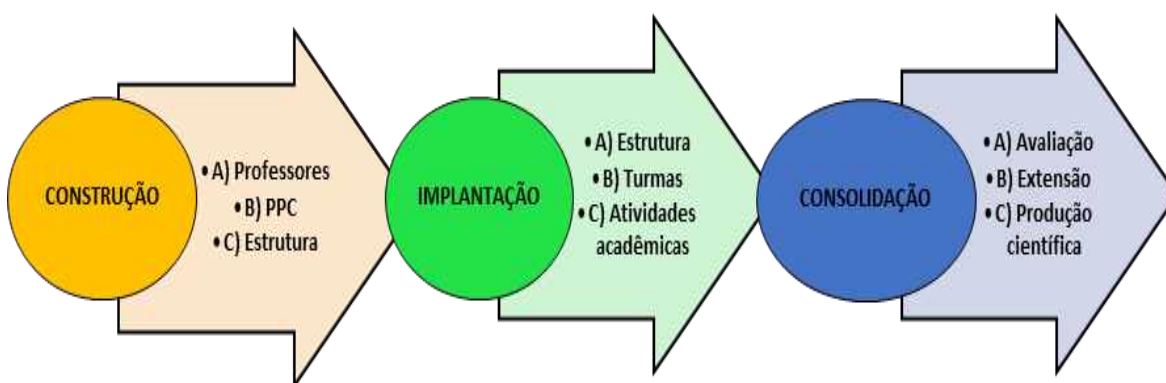 CONSTRUÇÃO
• A) Professores
• B) PPC
• C) Estrutura
IMPLANTAÇÃO
• A) Estrutura
• B) Turmas
• C) Atividades
acadêmicas
CONSOLIDAÇÃO
• A) Avaliação
• B) Extensão
• C) Produção
científica